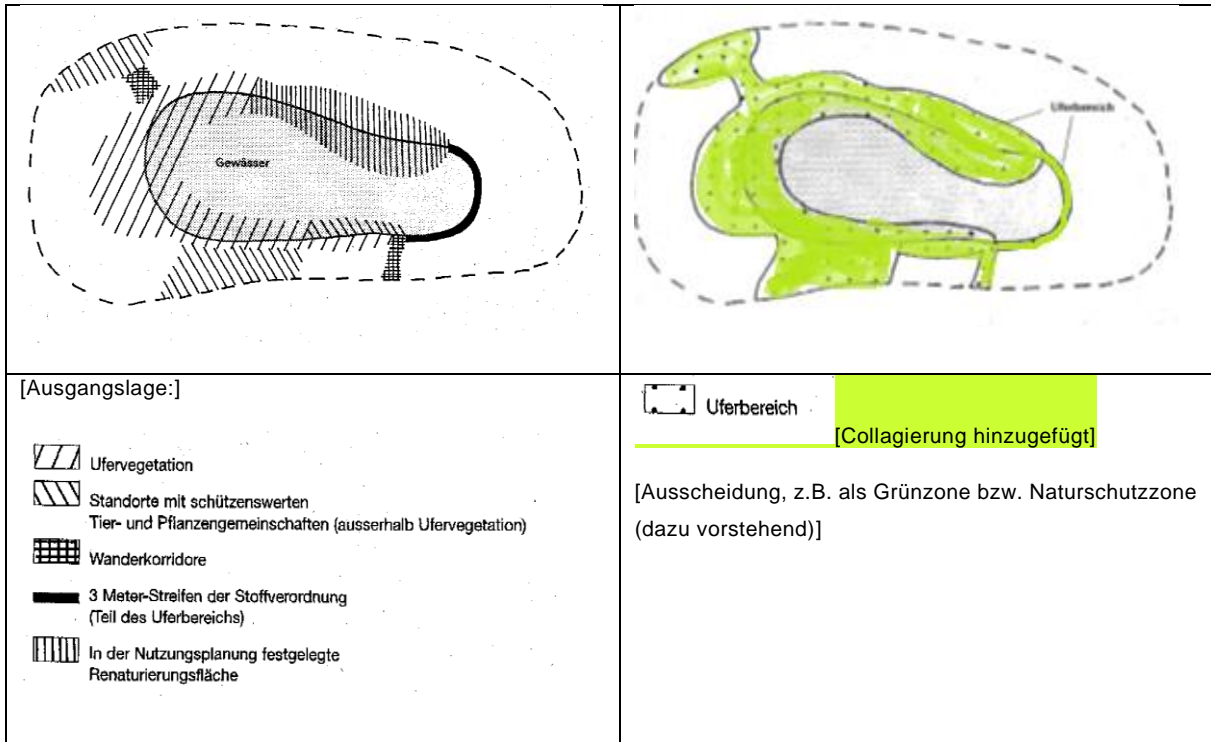 Gewässer
Uferbereich
[Ausgangslage:]
Ufervegetation
Standorte mit schützenswerten
Tier- und Pflanzengemeinschaften (ausserhalb Ufervegetation)
Wanderkorridore
3 Meter-Streifen der Stoffverordnung
(Teil des Uferbereichs)
In der Nutzungsplanung festgelegte
Renaturierungsfläche
Uferbereich
[Collagierung hinzugefügt]
[Ausscheidung, z.B. als Grünzone bzw. Naturschutzzone
(dazu vorstehend)]